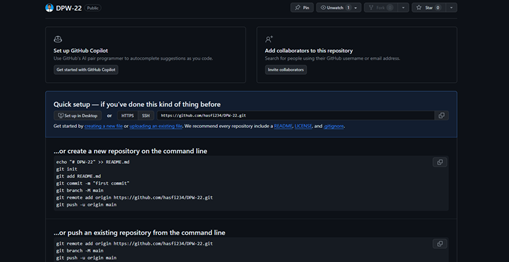 DPW-22 Public
Pin
Unwatch 1
Star 0
Set up GitHub Copilot
Use GitHub's AI pair programmer to autocomplete suggestions as you code.
Get started with GitHub Copilot
Add collaborators to this repository
Search for people using their GitHub username or email address.
Invite collaborators
Quick setup — if you've done this kind of thing before
Set up in Desktop or HTTPS SSH https://github.com/hasfi234/DPW-22.git
Get started by creating a new file or uploading an existing file. We recommend every repository include a README, LICENSE, and .gitignore.
...or create a new repository on the command line
echo "# DPW-22" >> README.md
git init
git add README.md
git commit -m "first commit"
git branch -M main
git remote add origin https://github.com/hasfi234/DPW-22.git
git push -u origin main
...or push an existing repository from the command line
git remote add origin https://github.com/hasfi234/DPW-22.git
git branch -M main
git push -u origin main